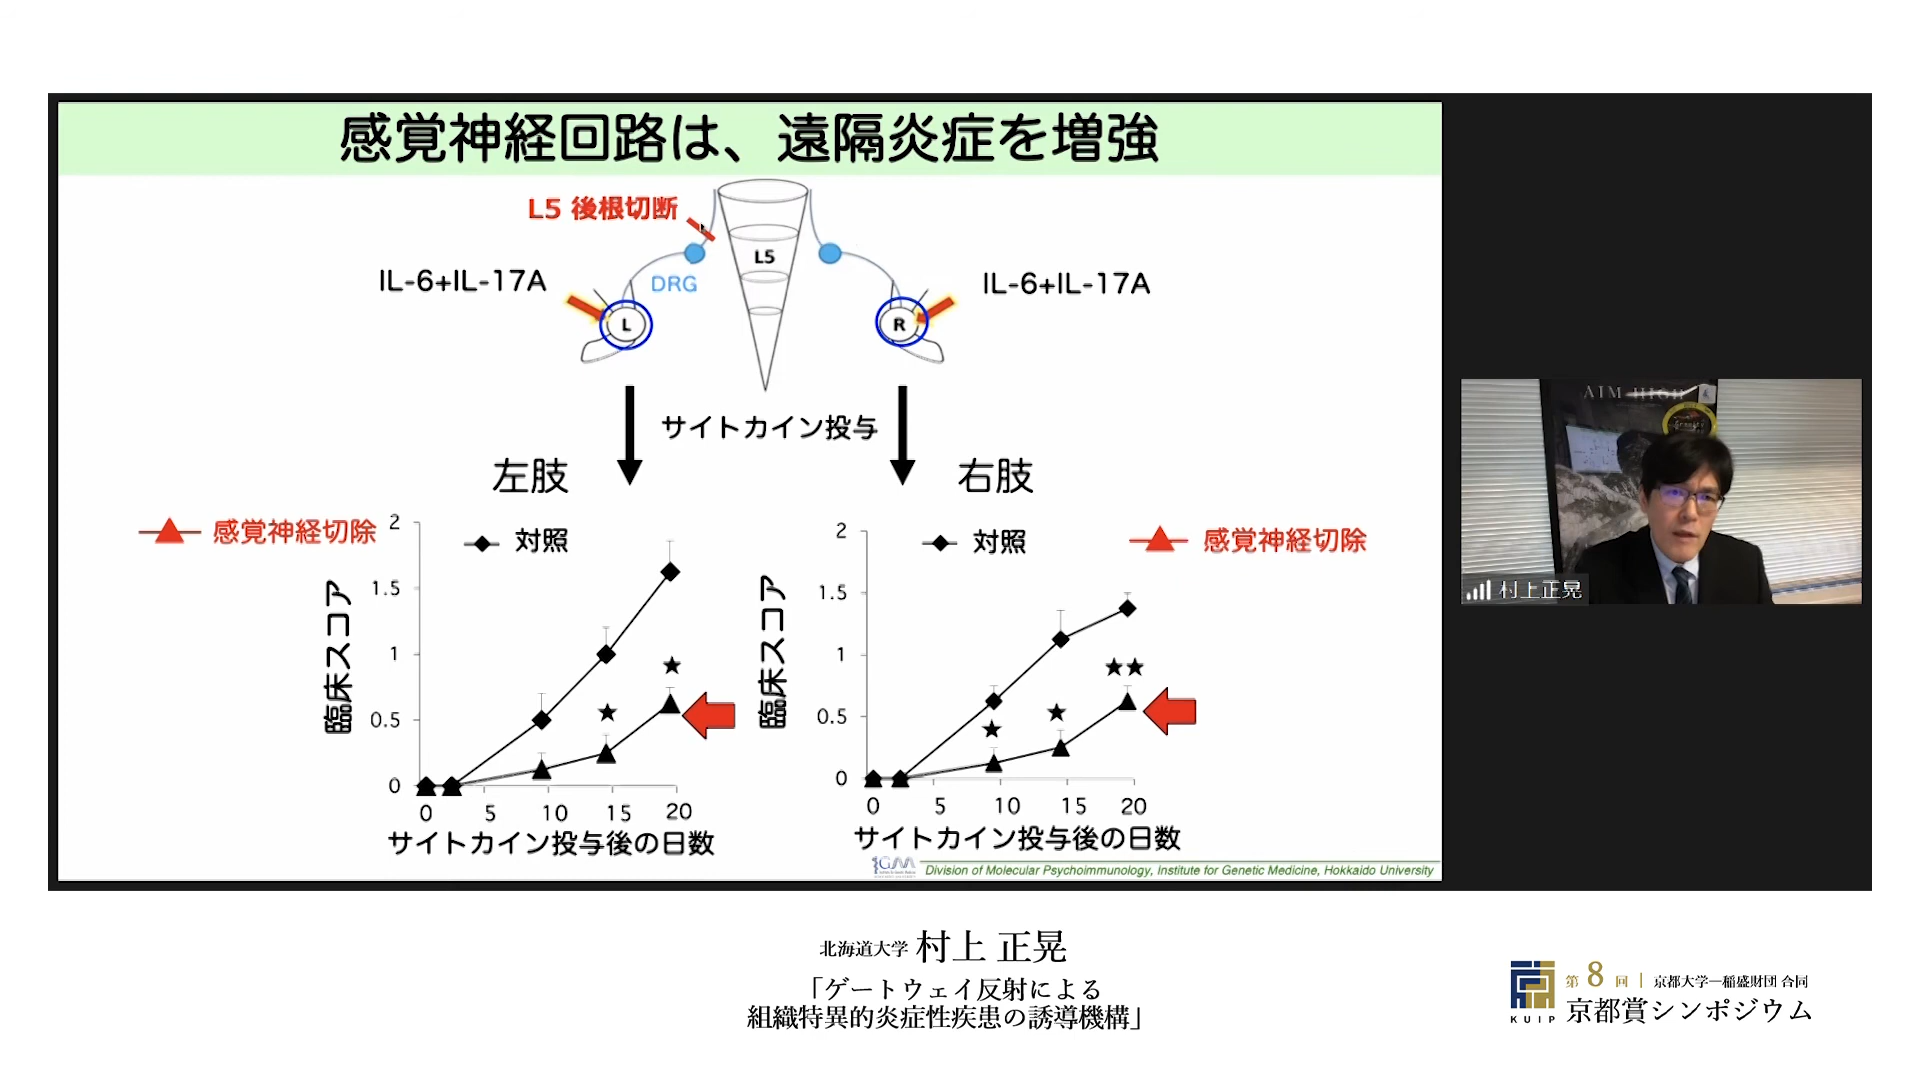 感覚神経回路は、遠隔炎症を増強
L5 後根切断
L5
IL-6+IL-17A
DRG
IL-6+IL-17A
L
R
サイトカイン投与
左肢
右肢
感覚神経切除
対照
臨床スコア
2
1.5
1
0.5
0
0 5 10 15 20
サイトカイン投与後の日数
対照
感覚神経切除
臨床スコア
2
1.5
1
0.5
0
0 5 10 15 20
サイトカイン投与後の日数
IGM
Division of Molecular Psychoimmunology, Institute for Genetic Medicine, Hokkaido University
AIM HIGH
村上正晃
北海道大学 村上 正晃
「ゲートウェイ反射による
組織特異的炎症性疾患の誘導機構」
KUIP
第8回 | 京都大学—稲盛財団 合同
京都賞シンポジウム